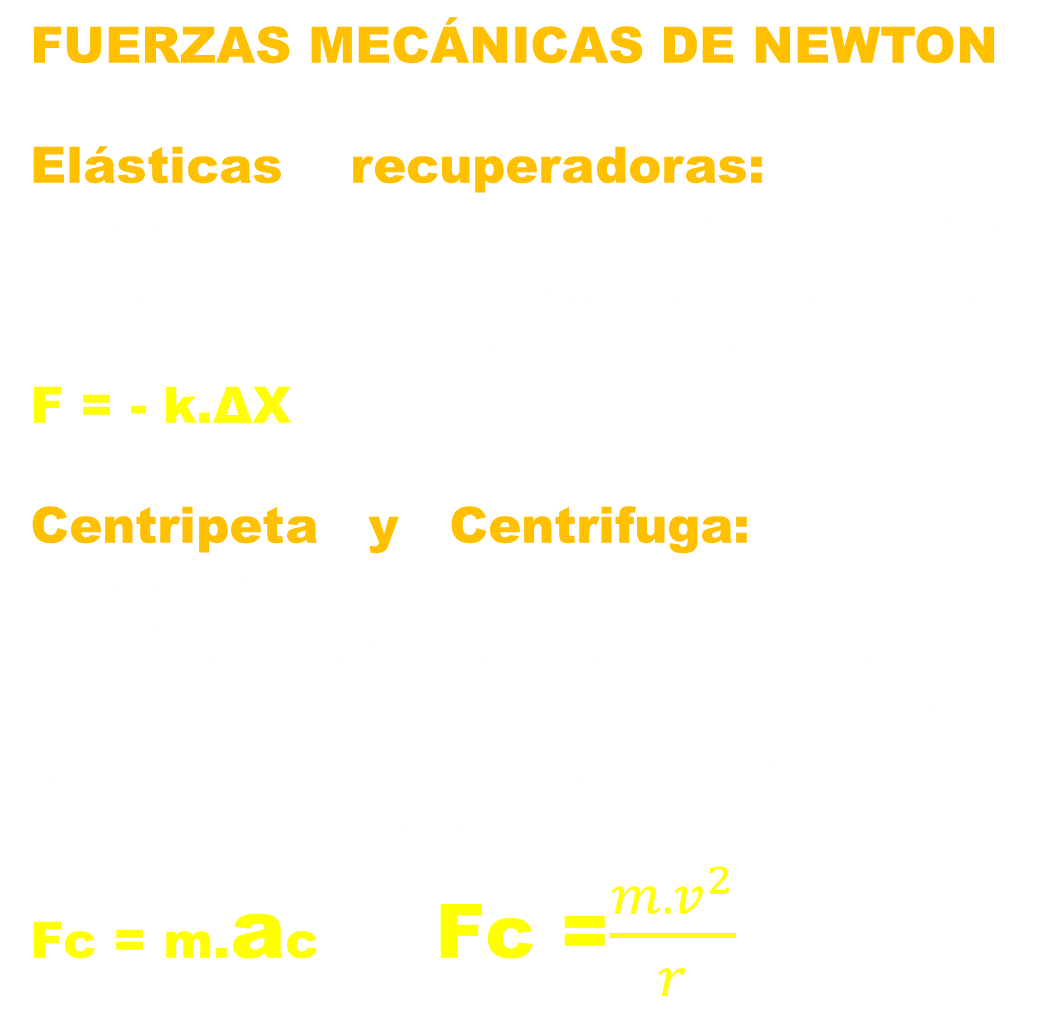 FUERZAS MECÁNICAS DE NEWTON
Elásticas recuperadoras:
F = - k.ΔX
Centripeta y Centrifuga:
Fc = m.ac Fc = m.v²/r